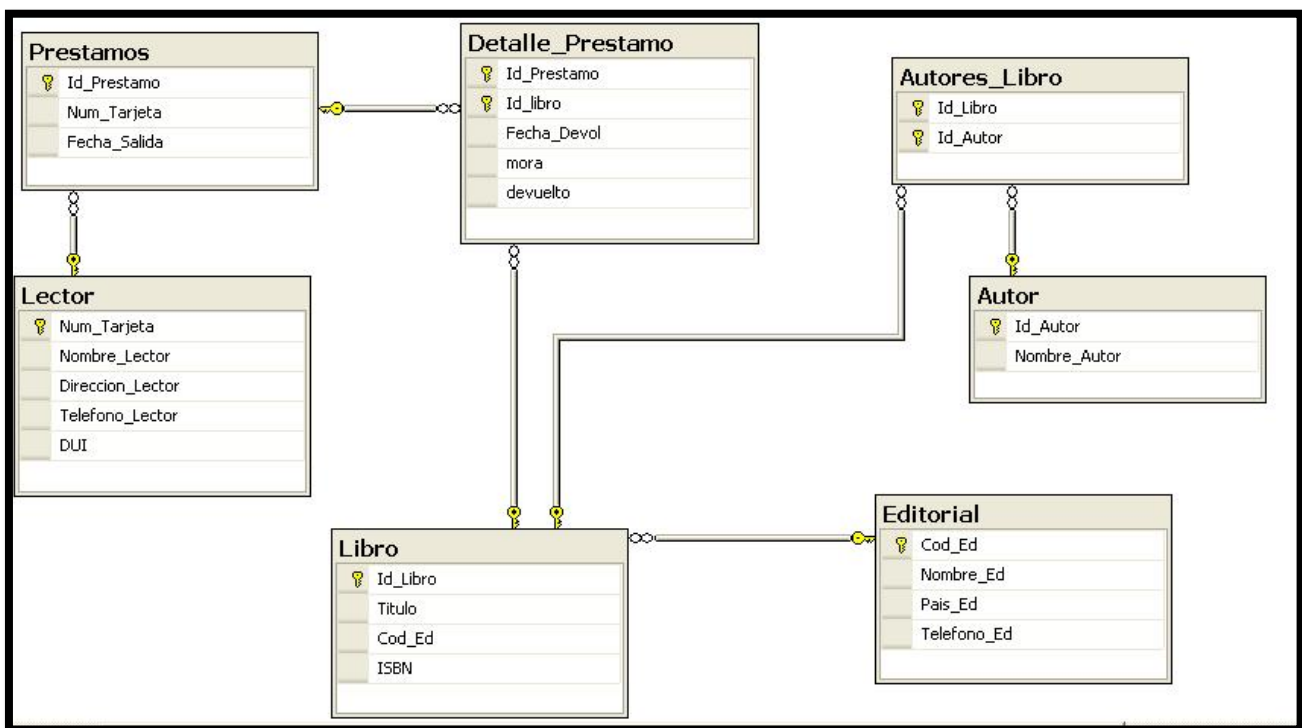 Prestamos
Id_Prestamo
Num_Tarjeta
Fecha_Salida
Detalle_Prestamo
Id_Prestamo
Id_libro
Fecha_Devol
mora
devuelto
Autores_Libro
Id_Libro
Id_Autor
Lector
Num_Tarjeta
Nombre_Lector
Direccion_Lector
Telefono_Lector
DUI
Autor
Id_Autor
Nombre_Autor
Libro
Id_Libro
Titulo
Cod_Ed
ISBN
Editorial
Cod_Ed
Nombre_Ed
Pais_Ed
Telefono_Ed